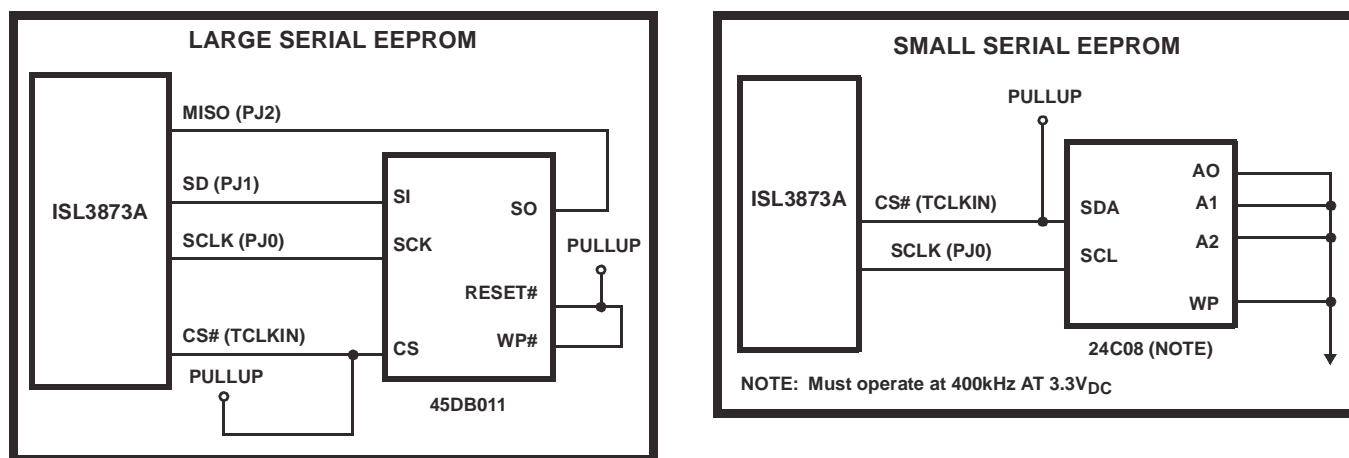 LARGE SERIAL EEPROM
MISO (PJ2)
SD (PJ1)
ISL3873A
SI
SO
SCLK (PJ0)
SCK
PULLUP
RESET#
CS# (TCLKIN)
CS
WP#
PULLUP
45DB011
SMALL SERIAL EEPROM
PULLUP
ISL3873A
AO
CS# (TCLKIN)
SDA
A1
SCLK (PJ0)
SCL
A2
WP
24C08 (NOTE)
NOTE: Must operate at 400kHz AT 3.3VDC